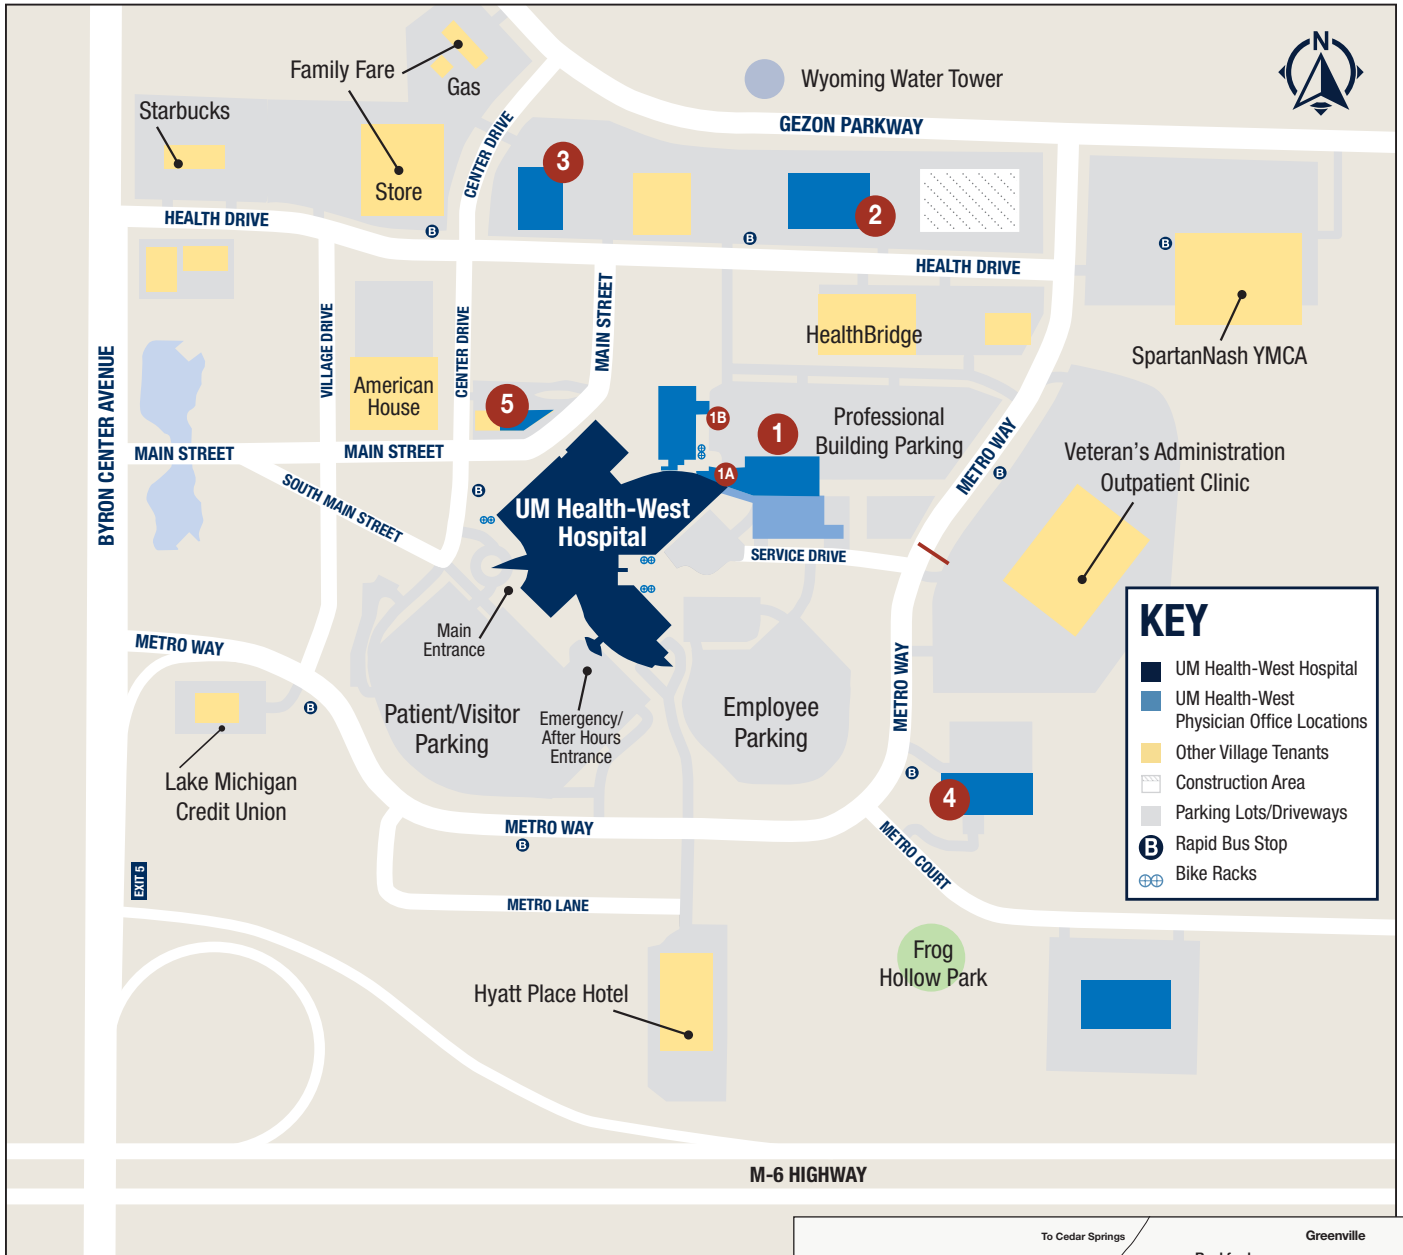 N
Family Fare
Gas
Wyoming Water Tower
Starbucks
GEZON PARKWAY
CENTER DRIVE
3
Store
2
HEALTH DRIVE
B
B
B
HEALTH DRIVE
MAIN STREET
VILLAGE DRIVE
CENTER DRIVE
HealthBridge
SpartanNash YMCA
BYRON CENTER AVENUE
American
House
5
1B
1
Professional
Building Parking
METRO WAY
MAIN STREET
MAIN STREET
1A
B
Veteran's Administration
Outpatient Clinic
SOUTH MAIN STREET
B
UM Health-West
Hospital
SERVICE DRIVE
Main
Entrance
METRO WAY
METRO WAY
B
Patient/Visitor
Parking
Emergency/
After Hours
Entrance
Employee
Parking
Lake Michigan
Credit Union
B
4
METRO WAY
B
METRO COURT
EXIT 5
METRO LANE
Frog
Hollow Park
Hyatt Place Hotel
M-6 HIGHWAY
KEY
UM Health-West Hospital
UM Health-West
Physician Office Locations
Other Village Tenants
Construction Area
Parking Lots/Driveways
B Rapid Bus Stop
Bike Racks
To Cedar Springs
Greenville